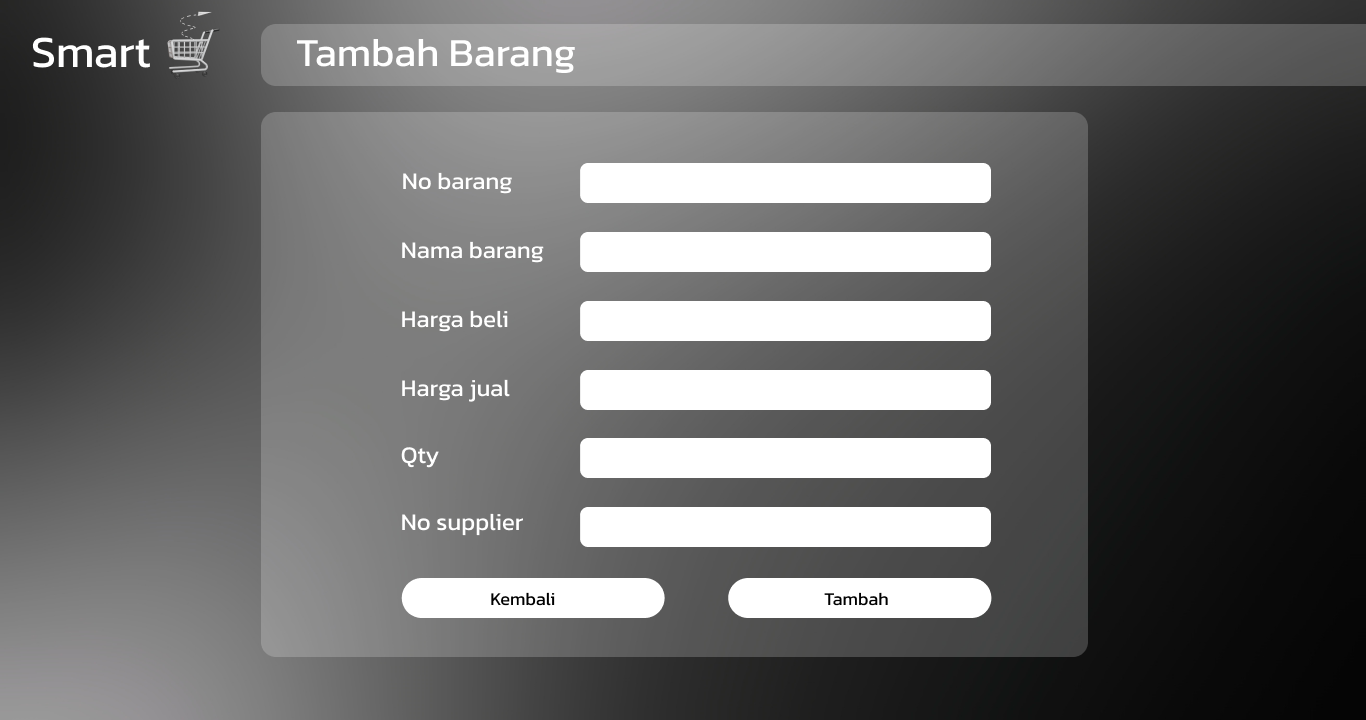 Smart
Tambah Barang
No barang
Nama barang
Harga beli
Harga jual
Qty
No supplier
Kembali
Tambah